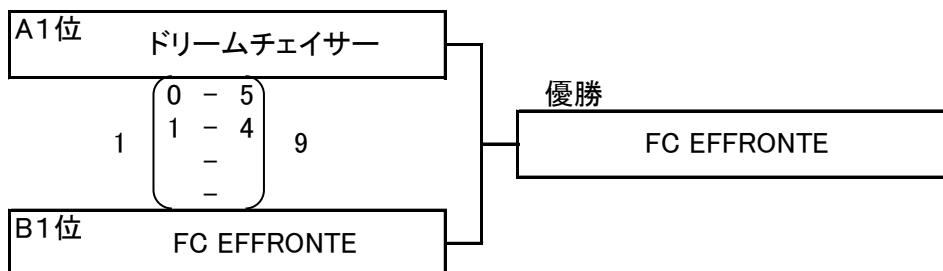 A1位
ドリームチェイサー
0 - 5
1 1 - 4 9
-
-
B1位
FC EFFRONTE
優勝
FC EFFRONTE